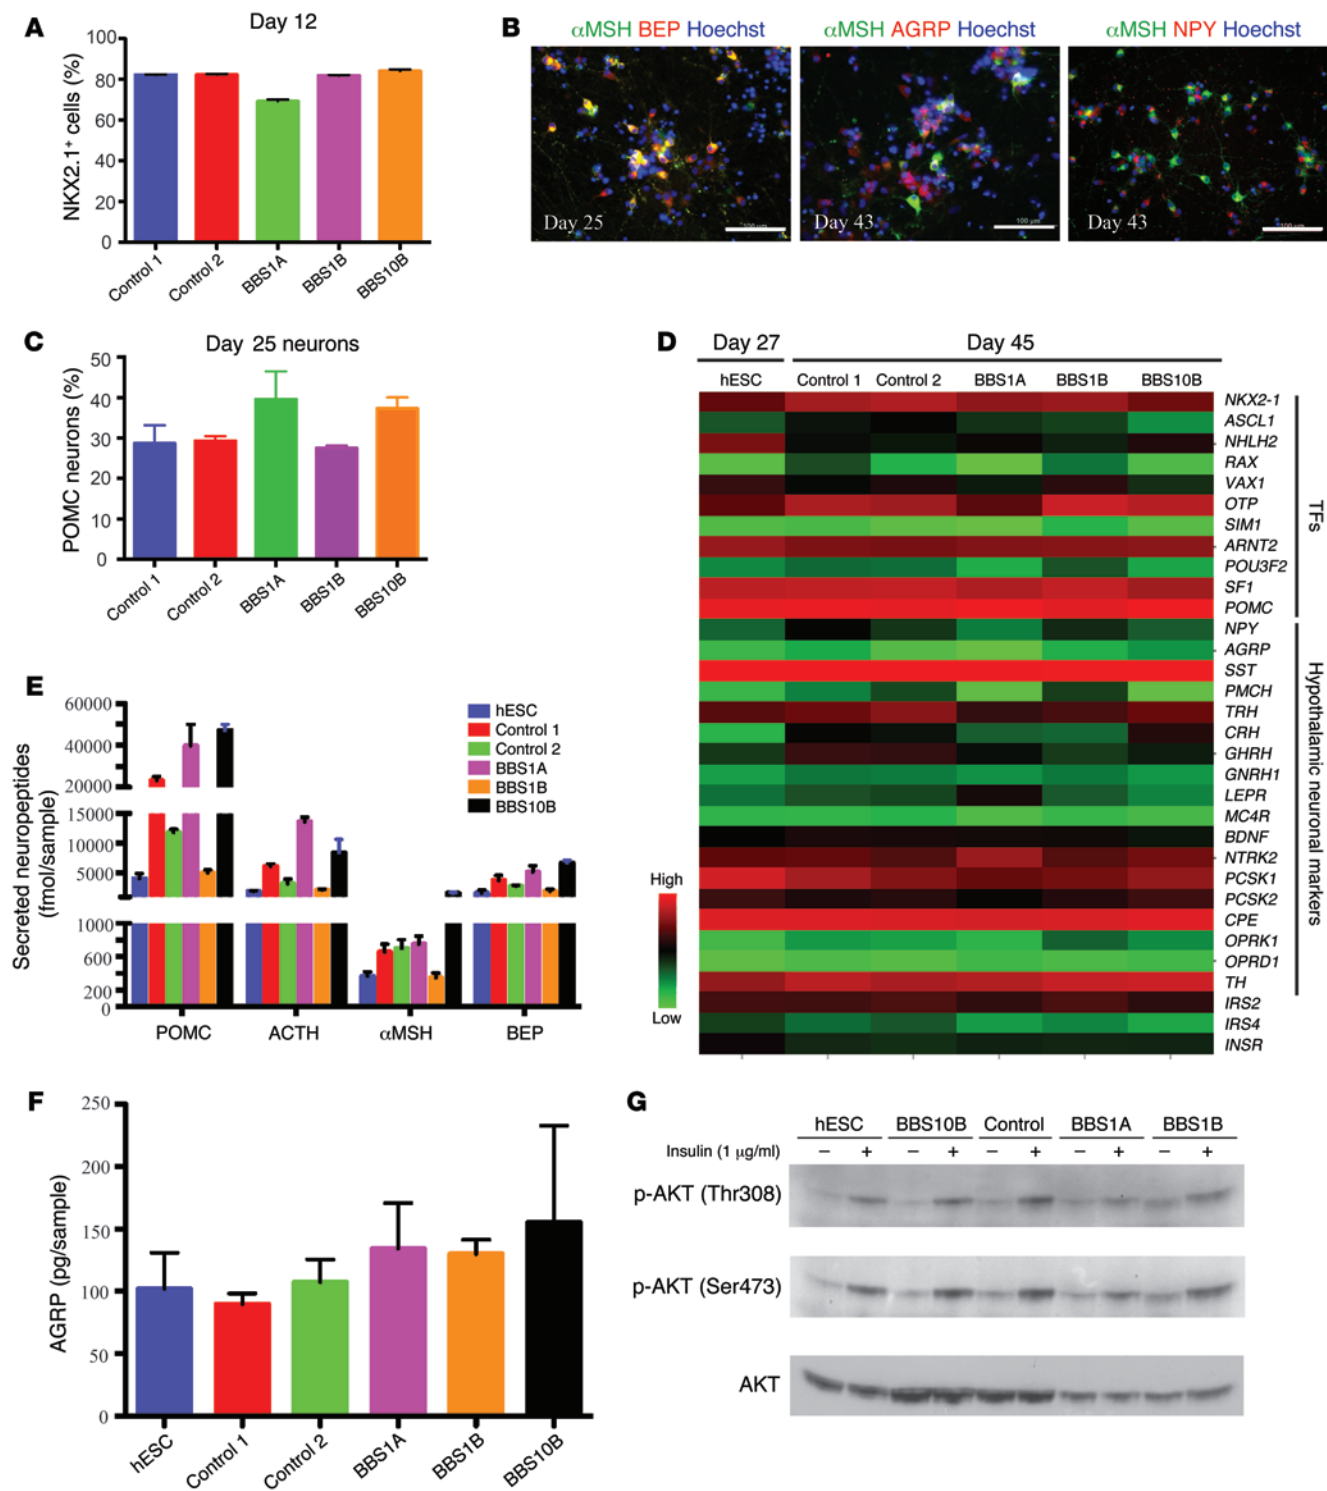 A
Day 12
NKX2.1+ cells (%)
100
80
60
40
20
0
Control 1
Control 2
BBS1A
BBS1B
BBS10B
B
αMSH BEP Hoechst
αMSH AGRP Hoechst
αMSH NPY Hoechst
Day 25
100 µm
Day 43
100 µm
Day 43
100 µm
C
Day 25 neurons
POMC neurons (%)
50
40
30
20
10
0
Control 1
Control 2
BBS1A
BBS1B
BBS10B
D
Day 27
Day 45
hESC
Control 1
Control 2
BBS1A
BBS1B
BBS10B
NKX2-1
ASCL1
NHLH2
RAX
VAX1
OTP
SIM1
ARNT2
POU3F2
SF1
POMC
NPY
AGRP
SST
PMCH
TRH
CRH
GHRH
GNRH1
LEPR
MC4R
BDNF
NTRK2
PCSK1
PCSK2
CPE
OPRK1
OPRD1
TH
IRS2
IRS4
INSR
TFs
Hypothalamic neuronal markers
High
Low
E
Secreted neuropeptides
(fmol/sample)
60000
40000
20000
15000
10000
5000
1000
600
200
0
hESC
Control 1
Control 2
BBS1A
BBS1B
BBS10B
POMC
ACTH
αMSH
BEP
F
AGRP (pg/sample)
250
200
150
100
50
0
hESC
Control 1
Control 2
BBS1A
BBS1B
BBS10B
G
hESC
BBS10B
Control
BBS1A
BBS1B
Insulin (1 µg/ml) – + – + – + – + – +
p-AKT (Thr308)
p-AKT (Ser473)
AKT